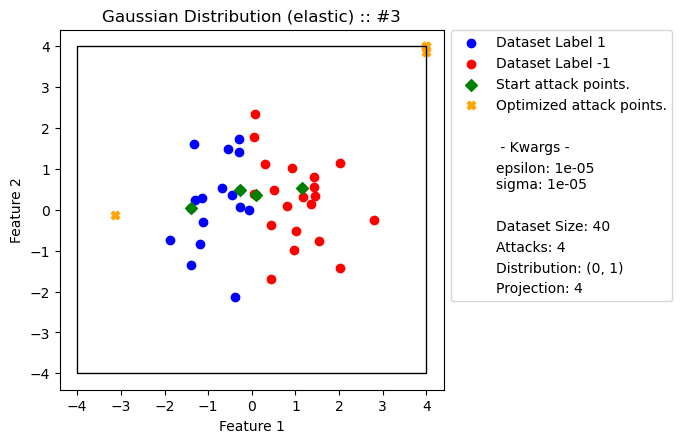 Gaussian Distribution (elastic) :: #3
Feature 2
4
3
2
1
0
−1
−2
−3
−4
−4 −3 −2 −1 0 1 2 3 4
Feature 1
Dataset Label 1
Dataset Label -1
Start attack points.
Optimized attack points.
- Kwargs -
epsilon: 1e-05
sigma: 1e-05
Dataset Size: 40
Attacks: 4
Distribution: (0, 1)
Projection: 4